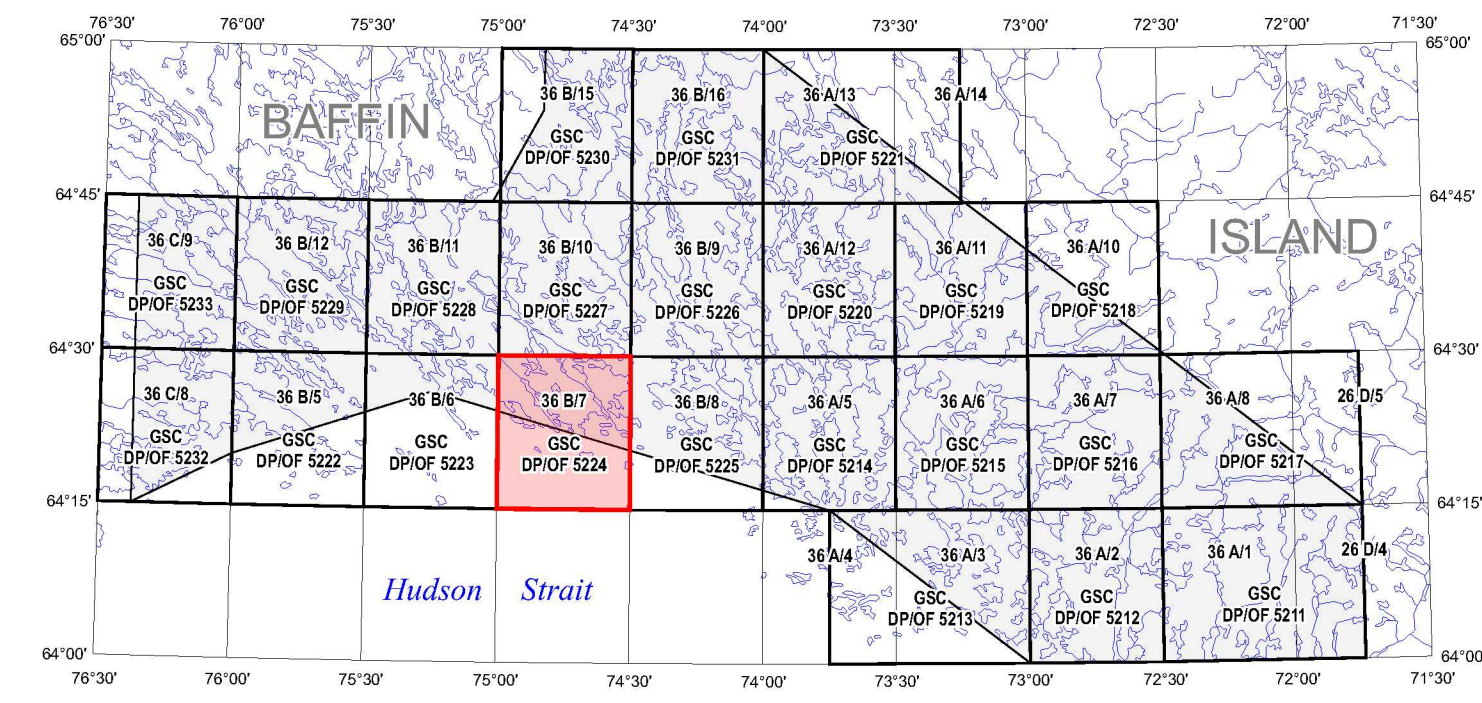 76°30' 76°00' 75°30' 75°00' 74°30' 74°00' 73°30' 73°00' 72°30' 72°00' 71°30'
65°00' 65°00'
36 B/15 36 B/16 36 A/13 36 A/14
BAFFIN
GSC GSC GSC
DP/OF 5230 DP/OF 5231 DP/OF 5221
64°45' 64°45'
ISLAND
36 C/9 36 B/12 36 B/11 36 B/10 36 B/9 36 A/12 36 A/11 36 A/10
GSC GSC GSC GSC GSC GSC GSC GSC
DP/OF 5233 DP/OF 5229 DP/OF 5228 DP/OF 5227 DP/OF 5226 DP/OF 5220 DP/OF 5219 DP/OF 5218
64°30' 64°30'
36 C/8 36 B/5 36 B/6 36 B/7 36 B/8 36 A/5 36 A/6 36 A/7 36 A/8 26 D/5
GSC GSC GSC GSC GSC GSC GSC GSC GSC
DP/OF 5232 DP/OF 5222 DP/OF 5223 DP/OF 5224 DP/OF 5225 DP/OF 5214 DP/OF 5215 DP/OF 5216 DP/OF 5217
64°15' 64°15'
36 A/4 36 A/3 36 A/2 36 A/1 26 D/4
Hudson Strait
GSC GSC GSC
DP/OF 5213 DP/OF 5212 DP/OF 5211
64°00' 64°00'
76°30' 76°00' 75°30' 75°00' 74°30' 74°00' 73°30' 73°00' 72°30' 72°00' 71°30'